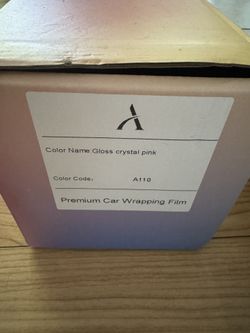 Color Name:Gloss crystal pink
Color Code: A110
Premium Car Wrapping Film